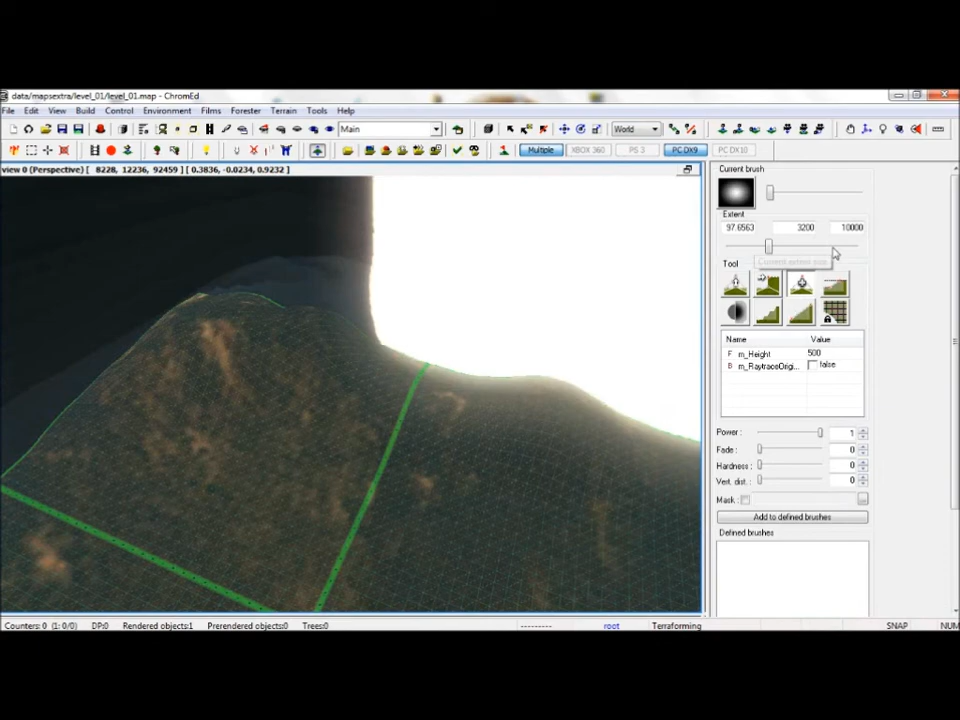 data/mapsextra/level_01/level_01.map - ChromEd
File Edit View Build Control Environment Films Forester Terrain Tools Help
Main World
Multiple XBOX 360 PS 3 PC DX9 PC DX10
view 0 (Perspective) [ 8228, 12236, 92459] [ 0.3836, -0.0234, 0.9232]
Current brush
Extent
97.6563 3200 10000
Current extent size
Tool
Name Value
F m_Height 500
B m_RaytraceOrigi... false
Power: 1
Fade: 0
Hardness: 0
Vert. dist.: 0
Mask: ...
Add to defined brushes
Defined brushes
Counters: 0 (1: 0/0) DP:0 Rendered objects:1 Prerendered objects:0 Trees:0 --------- root Terraforming SNAP NUM